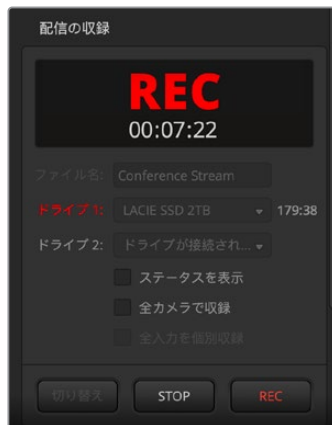 配信の収録
REC
00:07:22
ファイル名: Conference Stream
ドライブ 1: LACIE SSD 2TB 179:38
ドライブ 2: ドライブが接続され...
ステータスを表示
全カメラで収録
全入力を個別収録
切り替え STOP REC